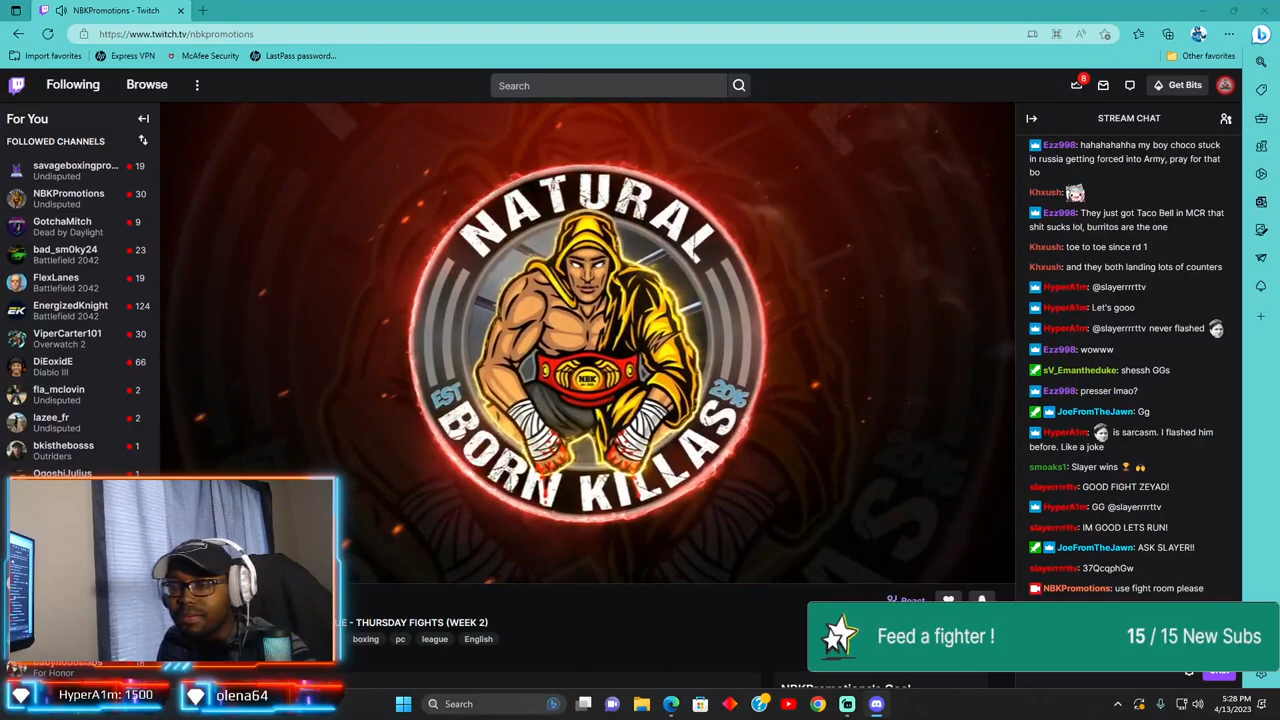 NBKPromotions - Twitch
https://www.twitch.tv/nbkpromotions
Import favorites
Express VPN
McAfee Security
LastPass password...
Other favorites
Following
Browse
Search
8
Get Bits
For You
FOLLOWED CHANNELS
savageboxingpro...
19
Undisputed
NBKPromotions
30
Undisputed
GotchaMitch
9
Dead by Daylight
bad_sm0ky24
23
Battlefield 2042
FlexLanes
19
Battlefield 2042
EnergizedKnight
124
Battlefield 2042
ViperCarter101
30
Overwatch 2
DiEoxidE
66
Diablo III
fla_mclovin
2
Undisputed
lazee_fr
2
Undisputed
bkisthebosss
1
Outriders
OgoshiJulius
1
For Honor
NATURAL
NBK
EST
2016
BORN KILLAS
STREAM CHAT
Ezz998: hahahahaha my boy choco stuck
in russia getting forced into Army, pray for that
bo
Khxush:
Ezz998: They just got Taco Bell in MCR that
shit sucks lol, burritos are the one
Khxush: toe to toe since rd 1
Khxush: and they both landing lots of counters
HyperA1m: @slayerrrrttv
HyperA1m: Let's gooo
HyperA1m: @slayerrrrttv never flashed
Ezz998: wowww
sV_Emantheduke: shessh GGs
Ezz998: presser lmao?
JoeFromTheJawn: Gg
HyperA1m: is sarcasm. I flashed him
before. Like a joke
smoaks1: Slayer wins 🏆 🙌
slayerrrrttv: GOOD FIGHT ZEYAD!
HyperA1m: GG @slayerrrrttv
slayerrrrttv: IM GOOD LETS RUN!
JoeFromTheJawn: ASK SLAYER!!
slayerrrrttv: 37QcqphGw
NBKPromotions: use fight room please
React
UE - THURSDAY FIGHTS (WEEK 2)
boxing
pc
league
English
Feed a fighter !
15 / 15 New Subs
HyperA1m: 1500
olena64
Search
5:28 PM
4/13/2023